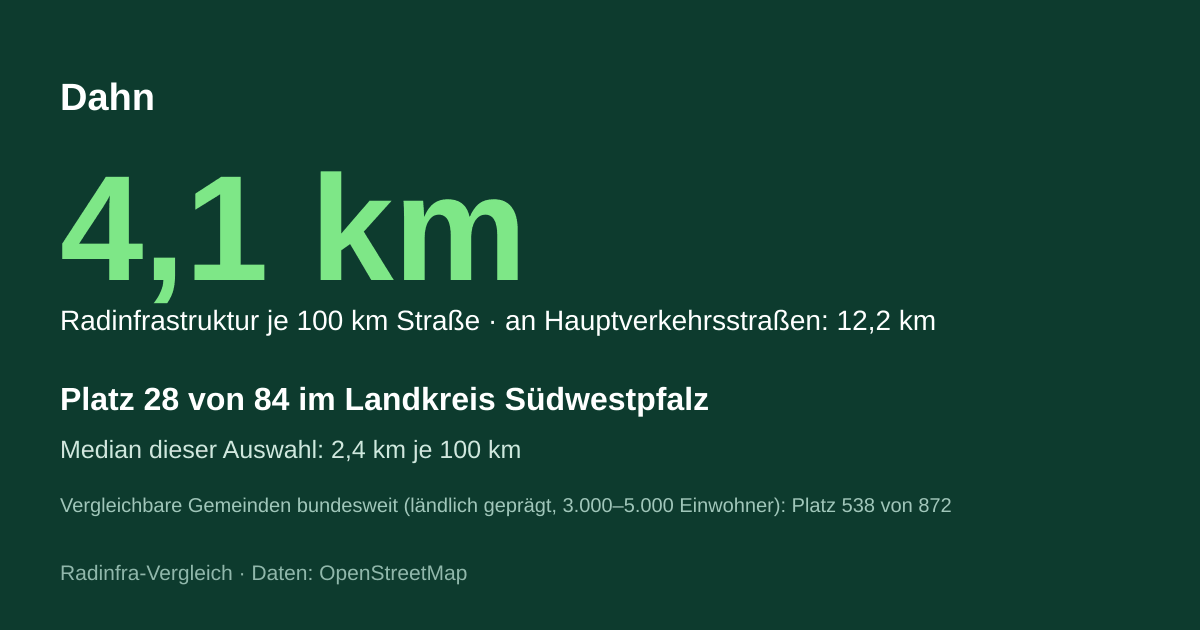 Dahn
4,1 km
Radinfrastruktur je 100 km Straße · an Hauptverkehrsstraßen: 12,2 km
Platz 28 von 84 im Landkreis Südwestpfalz
Median dieser Auswahl: 2,4 km je 100 km
Vergleichbare Gemeinden bundesweit (ländlich geprägt, 3.000–5.000 Einwohner): Platz 538 von 872
Radinfra-Vergleich · Daten: OpenStreetMap